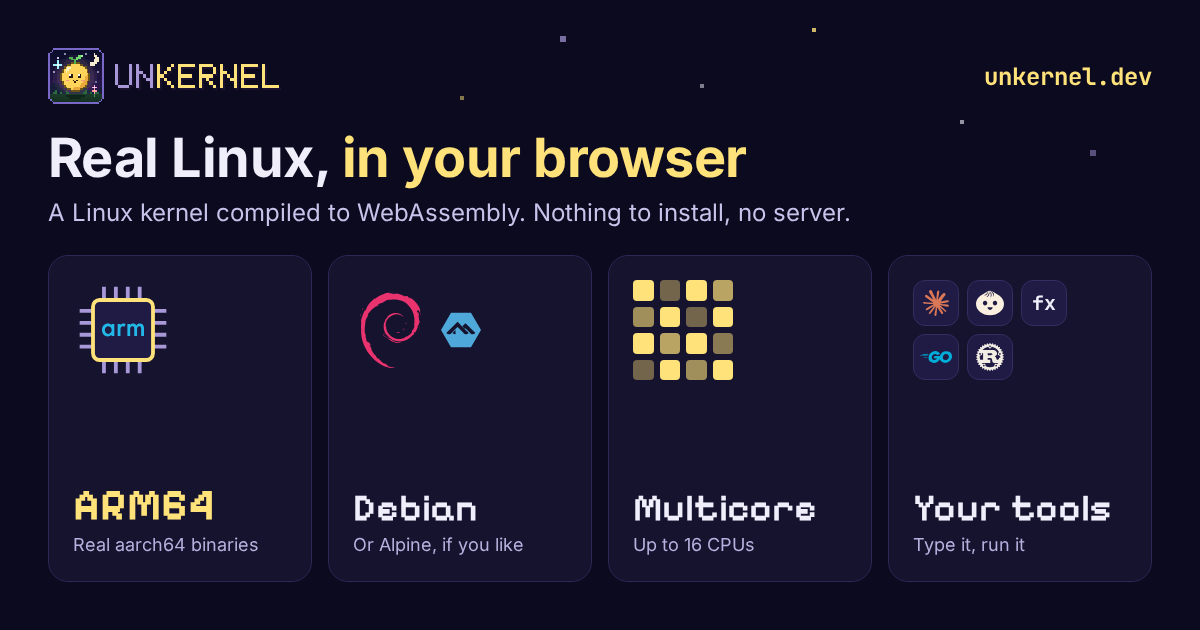 UNKERNEL
unkernel.dev
Real Linux, in your browser
A Linux kernel compiled to WebAssembly. Nothing to install, no server.
arm
ARM64
Real aarch64 binaries
Debian
Or Alpine, if you like
Multicore
Up to 16 CPUs
fx
GO
R
Your tools
Type it, run it